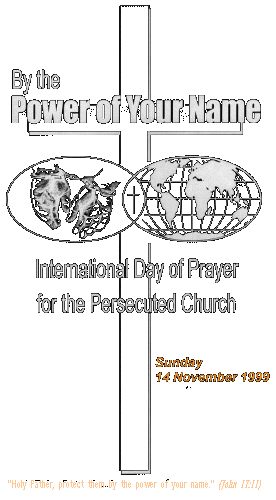 By the
Power of Your Name
International Day of Prayer
for the Persecuted Church
Sunday
14 November 1999
"Holy Father, protect them by the power of your name." (John 17:11)